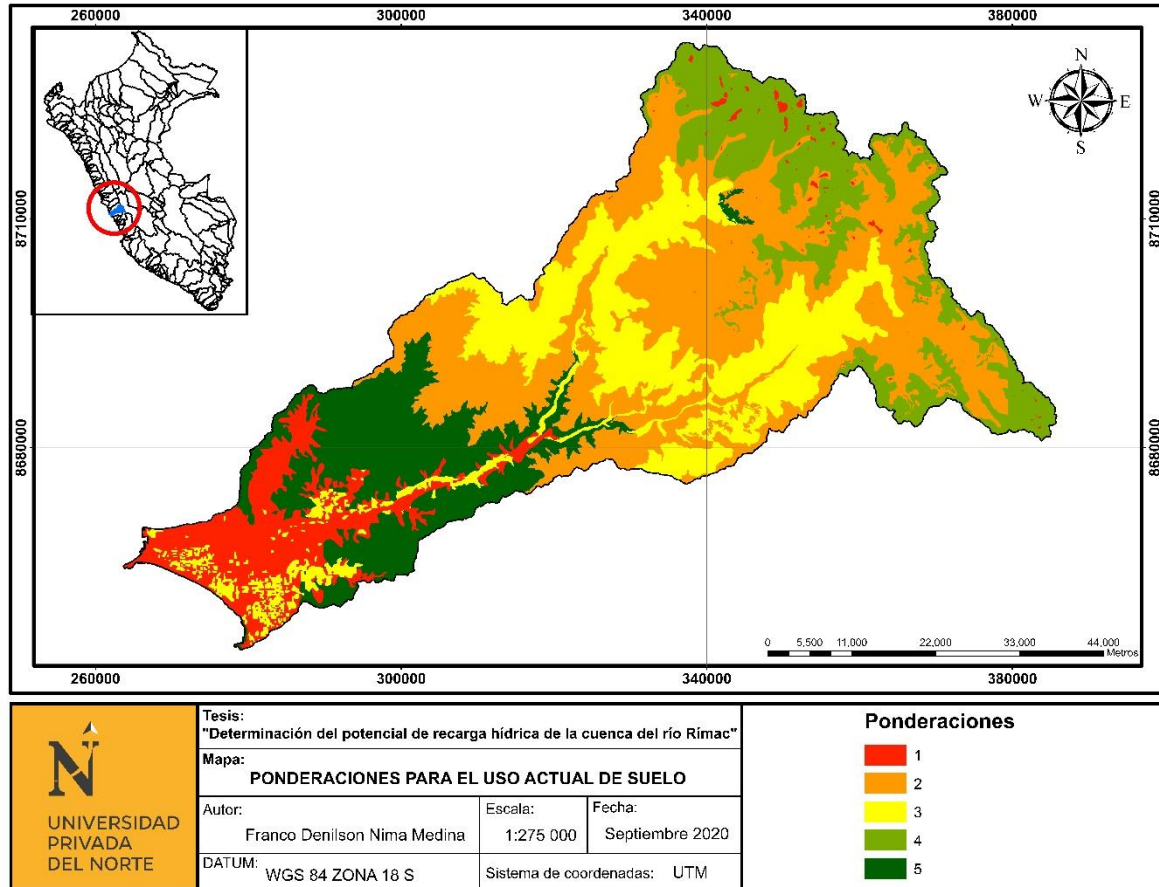 260000 300000 340000 380000
N
W E
S
8710000 8710000
8680000 8680000
0 5,500 11,000 22,000 33,000 44,000
Metros
260000 300000 340000 380000
N
UNIVERSIDAD
PRIVADA
DEL NORTE
Tesis:
"Determinación del potencial de recarga hídrica de la cuenca del río Rímac"
Mapa:
PONDERACIONES PARA EL USO ACTUAL DE SUELO
Autor:
Franco Denilson Nima Medina
Escala:
1:275 000
Fecha:
Septiembre 2020
DATUM:
WGS 84 ZONA 18 S
Sistema de coordenadas: UTM
Ponderaciones
1
2
3
4
5